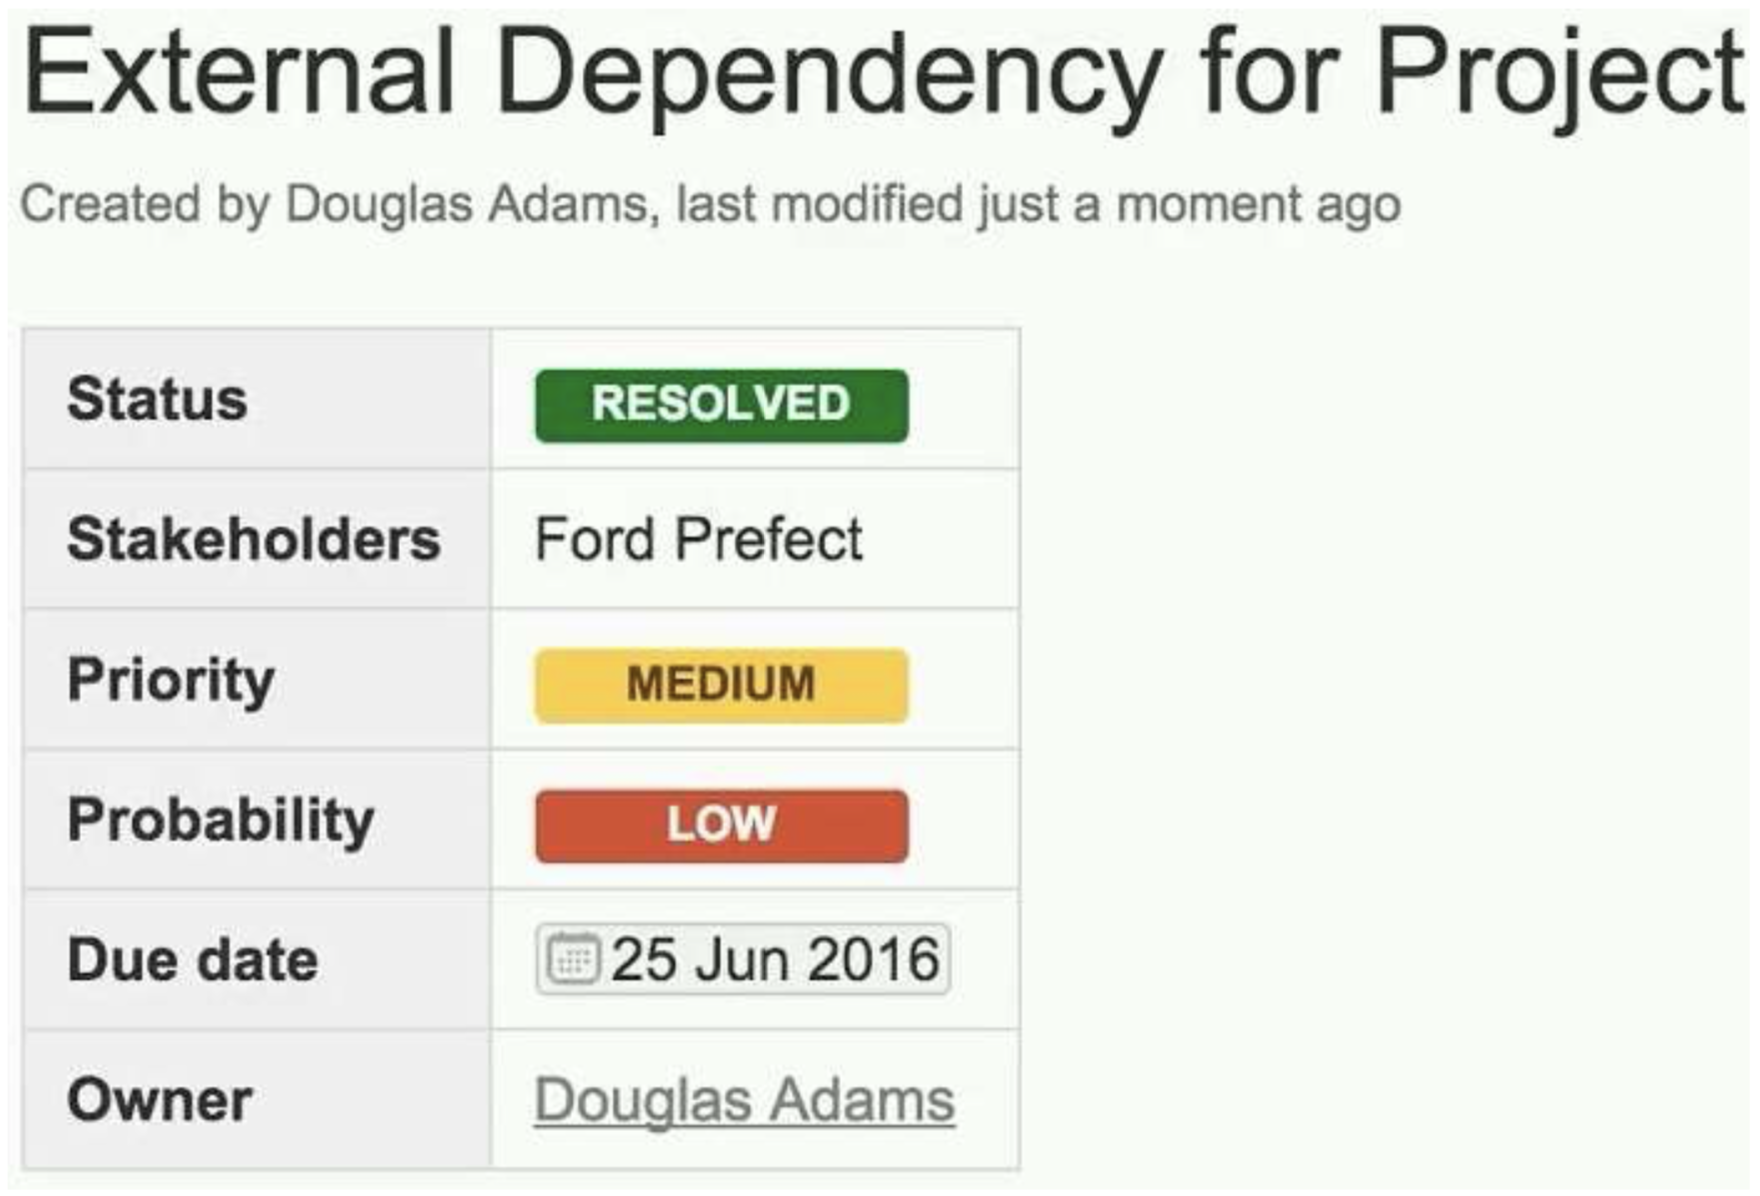 External Dependency for Project
Created by Douglas Adams, last modified just a moment ago
Status RESOLVED
Stakeholders Ford Prefect
Priority MEDIUM
Probability LOW
Due date 25 Jun 2016
Owner Douglas Adams